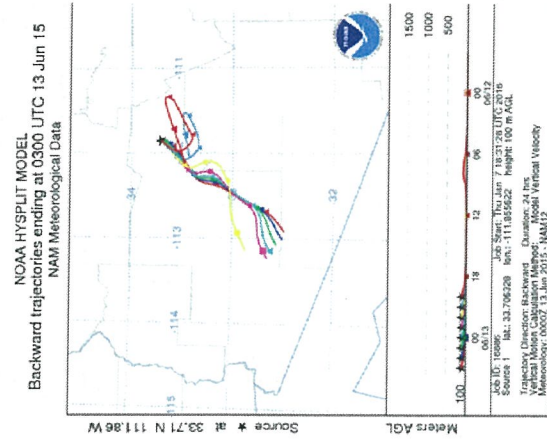 NOAA HYSPLIT MODEL
Backward trajectories ending at 0300 UTC 13 Jun 15
NAM Meteorological Data
Source ★ at 33.71 N 111.86 W
34
33
32
-115
-114
-113
-111
Meters AGL
1500
1000
500
100
00
18
12
06
00
06/13
06/12
Job Start: Thu Jan 7 18:31:28 UTC 2016
Source 1 lat.: 33.706328 lon.: -111.855622 height: 100 m AGL
Trajectory Direction: Backward Duration: 24 hrs
Vertical Motion Calculation Method: Model Vertical Velocity
Meteorology: 0000Z 13 Jun 2015 - NAM12